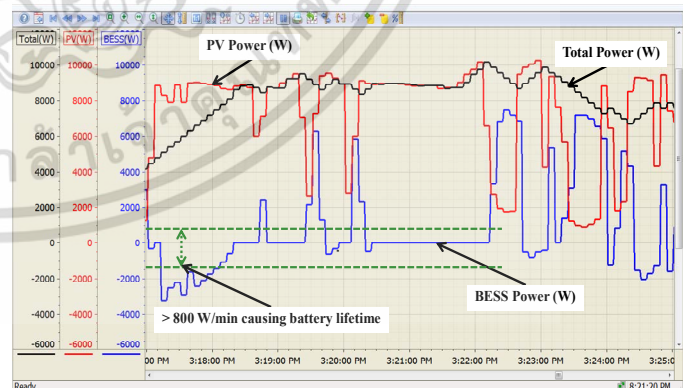 Total(W) PV(W) BESS(W)
PV Power (W)
Total Power (W)
10000 10000 10000
8000 8000 8000
6000 6000 6000
4000 4000 4000
2000 2000 2000
0 0 0
-2000 -2000 -2000
-4000 -4000 -4000
-6000 -6000 -6000
BESS Power (W)
> 800 W/min causing battery lifetime
00 PM 3:18:00 PM 3:19:00 PM 3:20:00 PM 3:21:00 PM 3:22:00 PM 3:23:00 PM 3:24:00 PM 3:25:0
Ready 8:21:20 PM